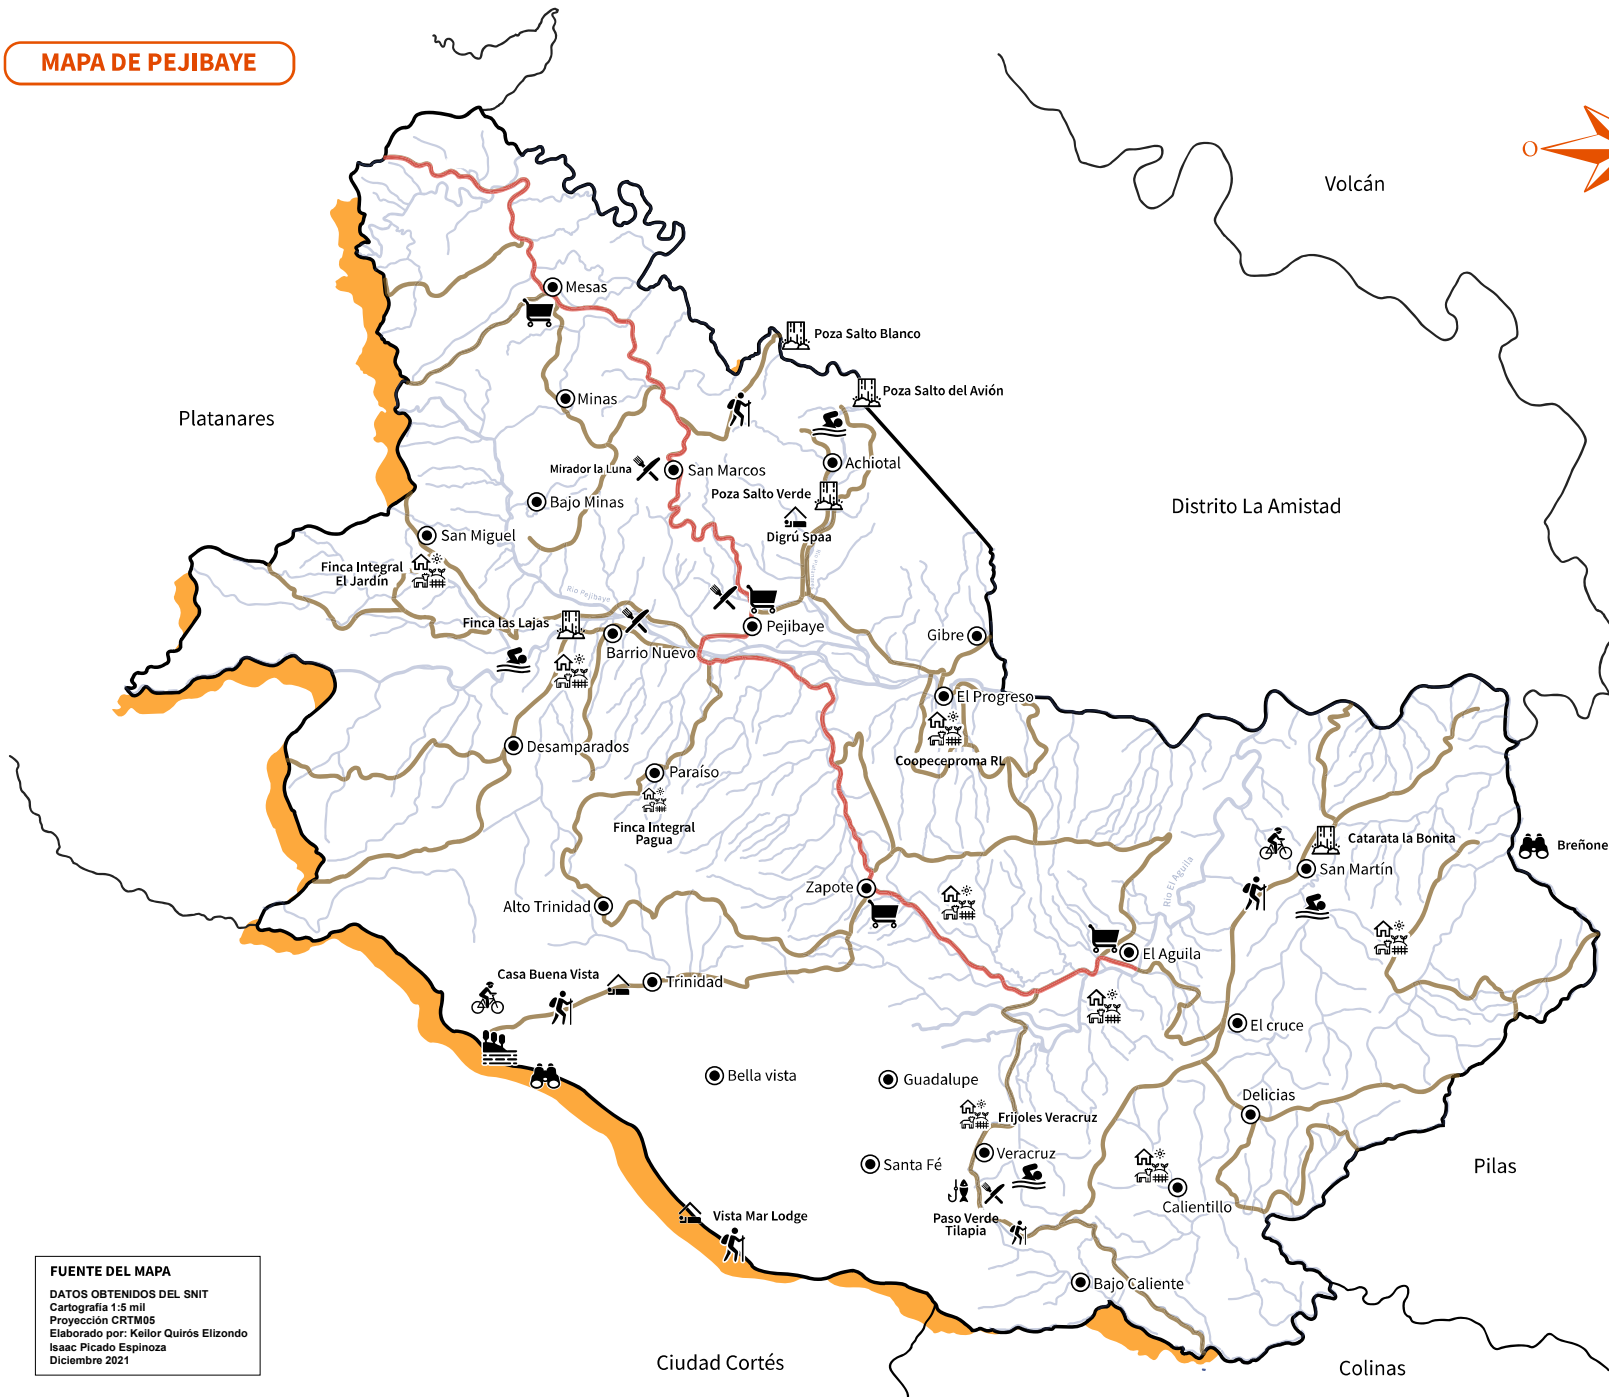 MAPA DE PEJIBAYE
O
Volcán
Mesas
Poza Salto Blanco
Poza Salto del Avión
Platanares
Minas
Mirador la Luna
San Marcos
Achiotal
Poza Salto Verde
Bajo Minas
Distrito La Amistad
San Miguel
Digrú Spaa
Finca Integral
El Jardín
Rio Pejibaye
Finca las Lajas
Pejibaye
Gibre
Barrio Nuevo
El Progreso
Desamparados
Coopeceproma RL
Paraíso
Finca Integral
Pagua
Catarata la Bonita
Breñone
San Martín
Rio El Aguila
Zapote
Alto Trinidad
El Aguila
Casa Buena Vista
Trinidad
El cruce
Bella vista
Guadalupe
Delicias
Frijoles Veracruz
Veracruz
Santa Fé
Pilas
Calientillo
Vista Mar Lodge
Paso Verde
Tilapia
Bajo Caliente
FUENTE DEL MAPA
DATOS OBTENIDOS DEL SNIT
Cartografía 1:5 mil
Proyección CRTM05
Elaborado por: Keilor Quirós Elizondo
Isaac Picado Espinoza
Diciembre 2021
Ciudad Cortés
Colinas